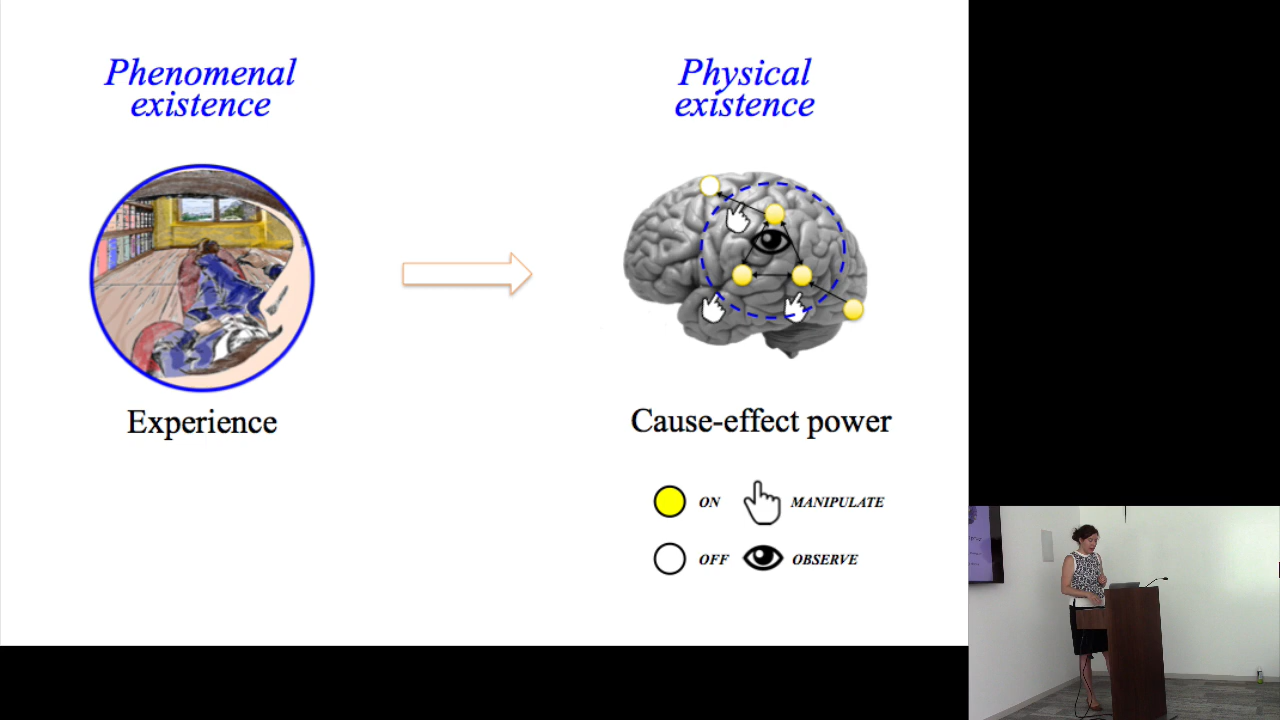 Phenomenal
existence
Physical
existence
Experience
Cause-effect power
ON
MANIPULATE
OFF
OBSERVE